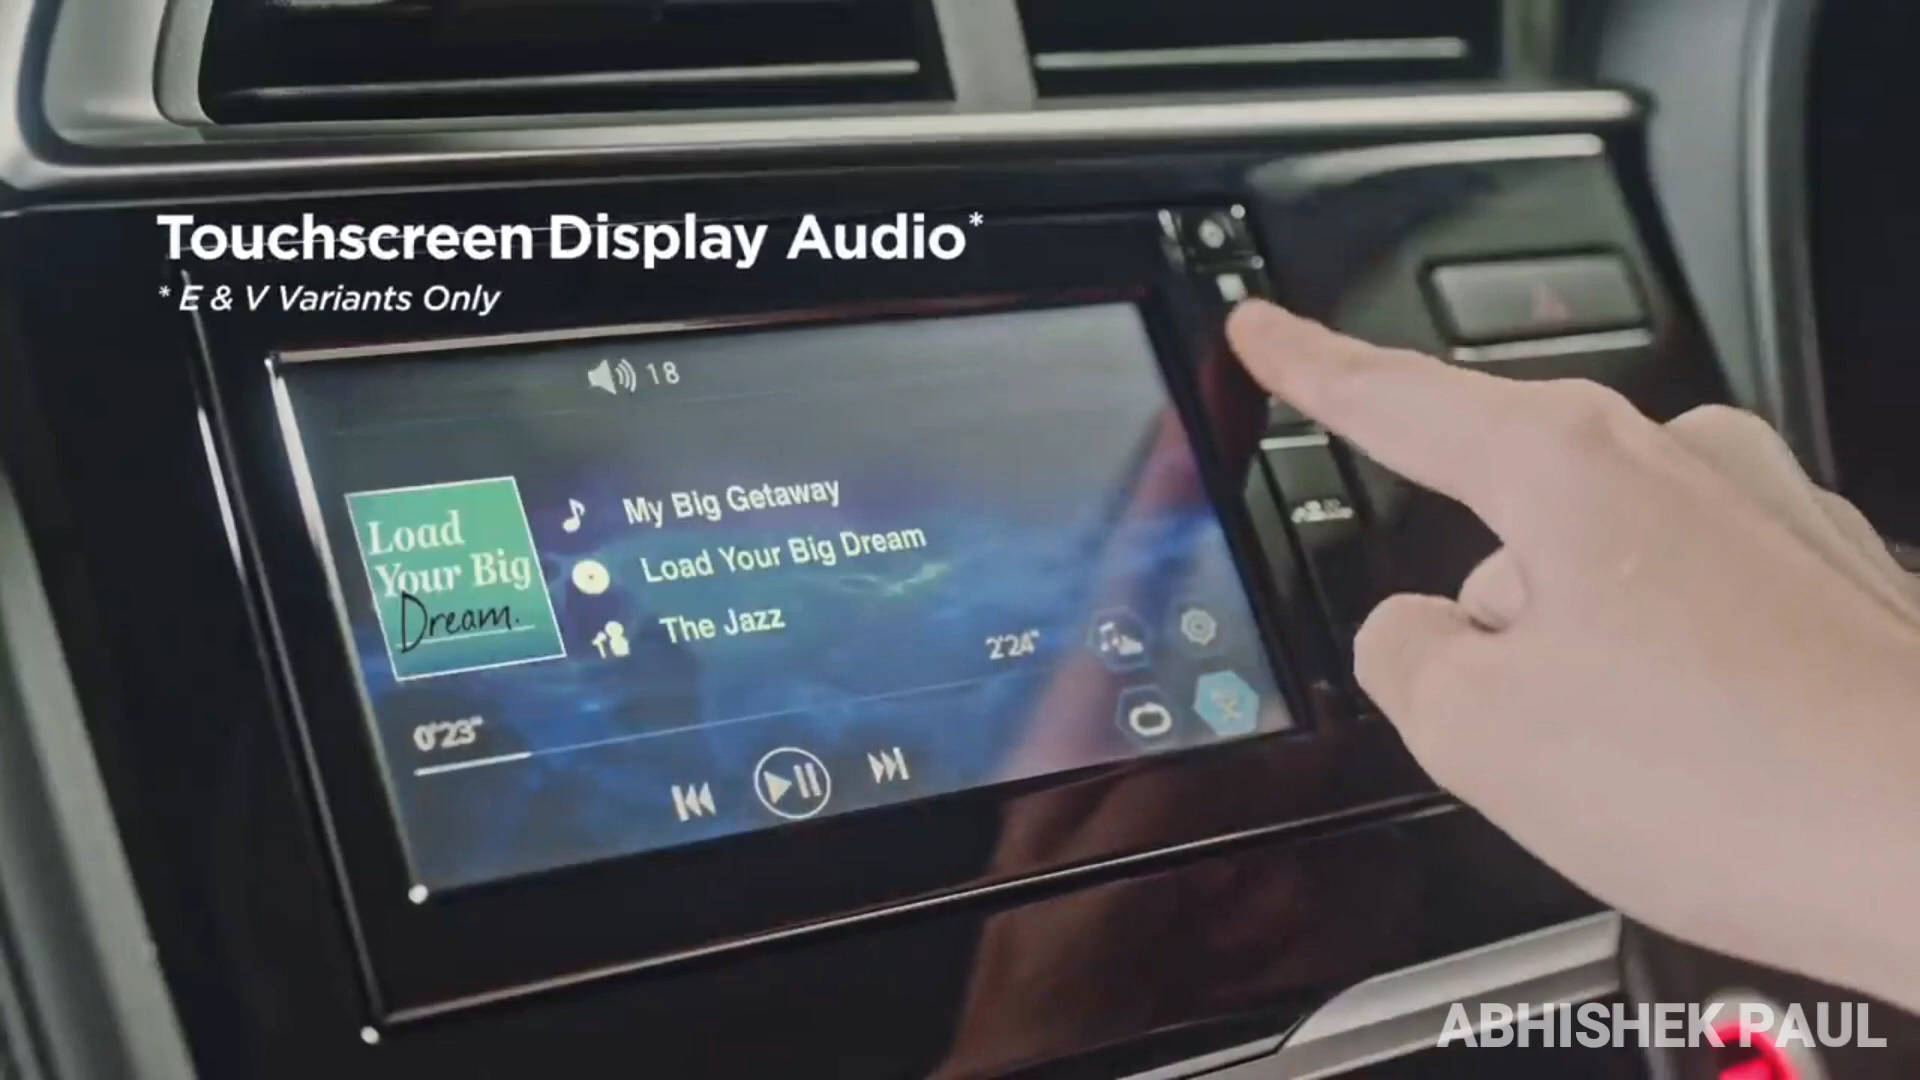 Touchscreen Display Audio*
* E & V Variants Only
18
Load
Your Big
Dream.
My Big Getaway
Load Your Big Dream
The Jazz
2'24"
0'23"
ABHISHEK PAUL